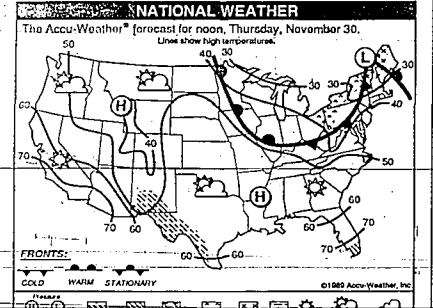 NATIONAL WEATHER
The Accu-Weather® forecast for noon, Thursday, November 30.
Lines show high temperatures.
50
40
30
L
30
30
30
40
60
H
40
70
50
H
60
70
70
60
60
60
FRONTS:
COLD WARM STATIONARY
©1989 Accu-Weather, Inc.
H L